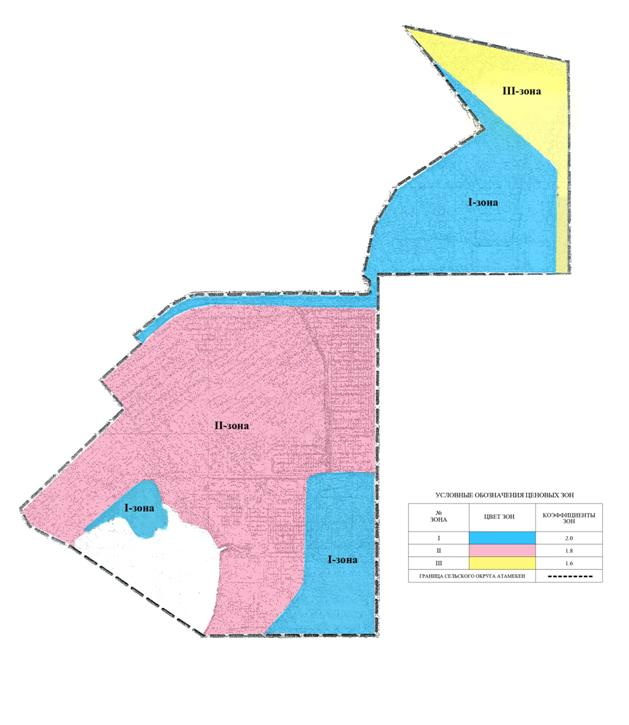 III-зона
I-зона
II-зона
I-зона
I-зона
УСЛОВНЫЕ ОБОЗНАЧЕНИЯ ЦЕНОВЫХ ЗОН
№ ЗОНА ЦВЕТ ЗОН КОЭФФИЦИЕНТЫ ЗОН
I 2.0
II 1.8
III 1.6
ГРАНИЦА СЕЛЬСКОГО ОКРУГА АТАМЕКЕН